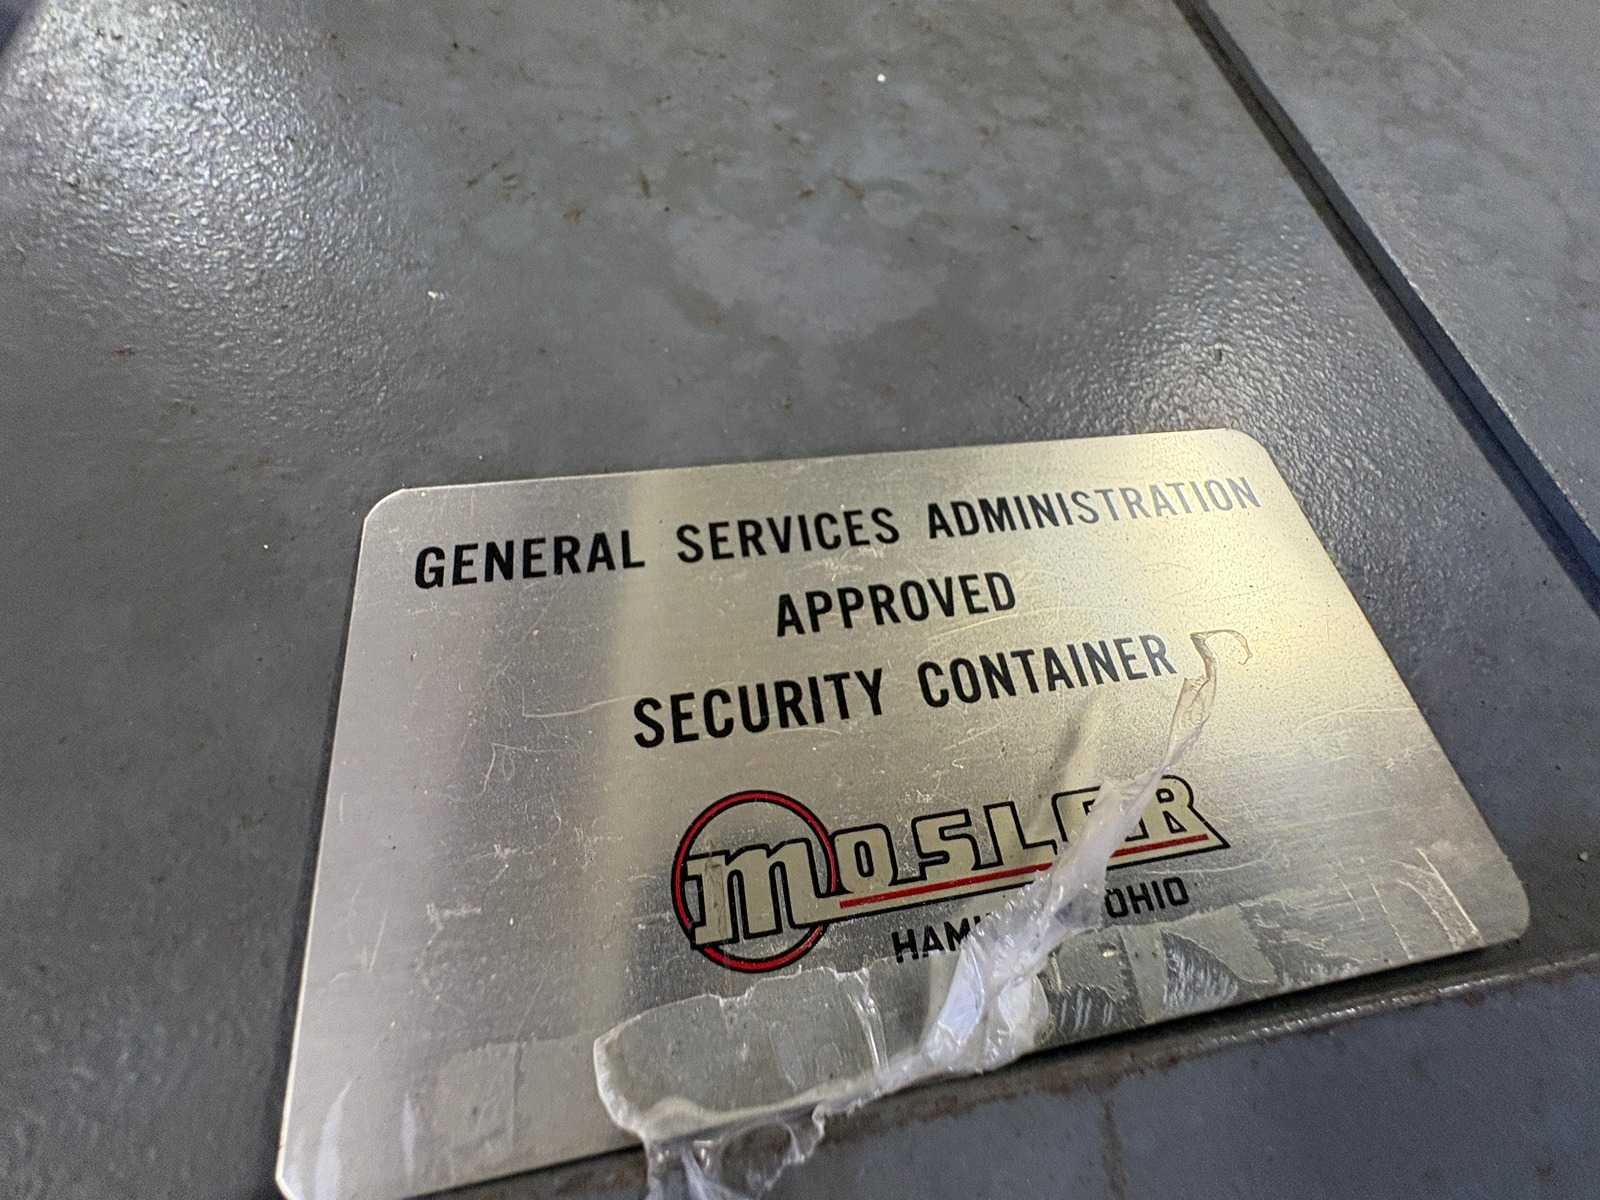 GENERAL SERVICES ADMINISTRATION
APPROVED
SECURITY CONTAINER
MOSLER
OHIO